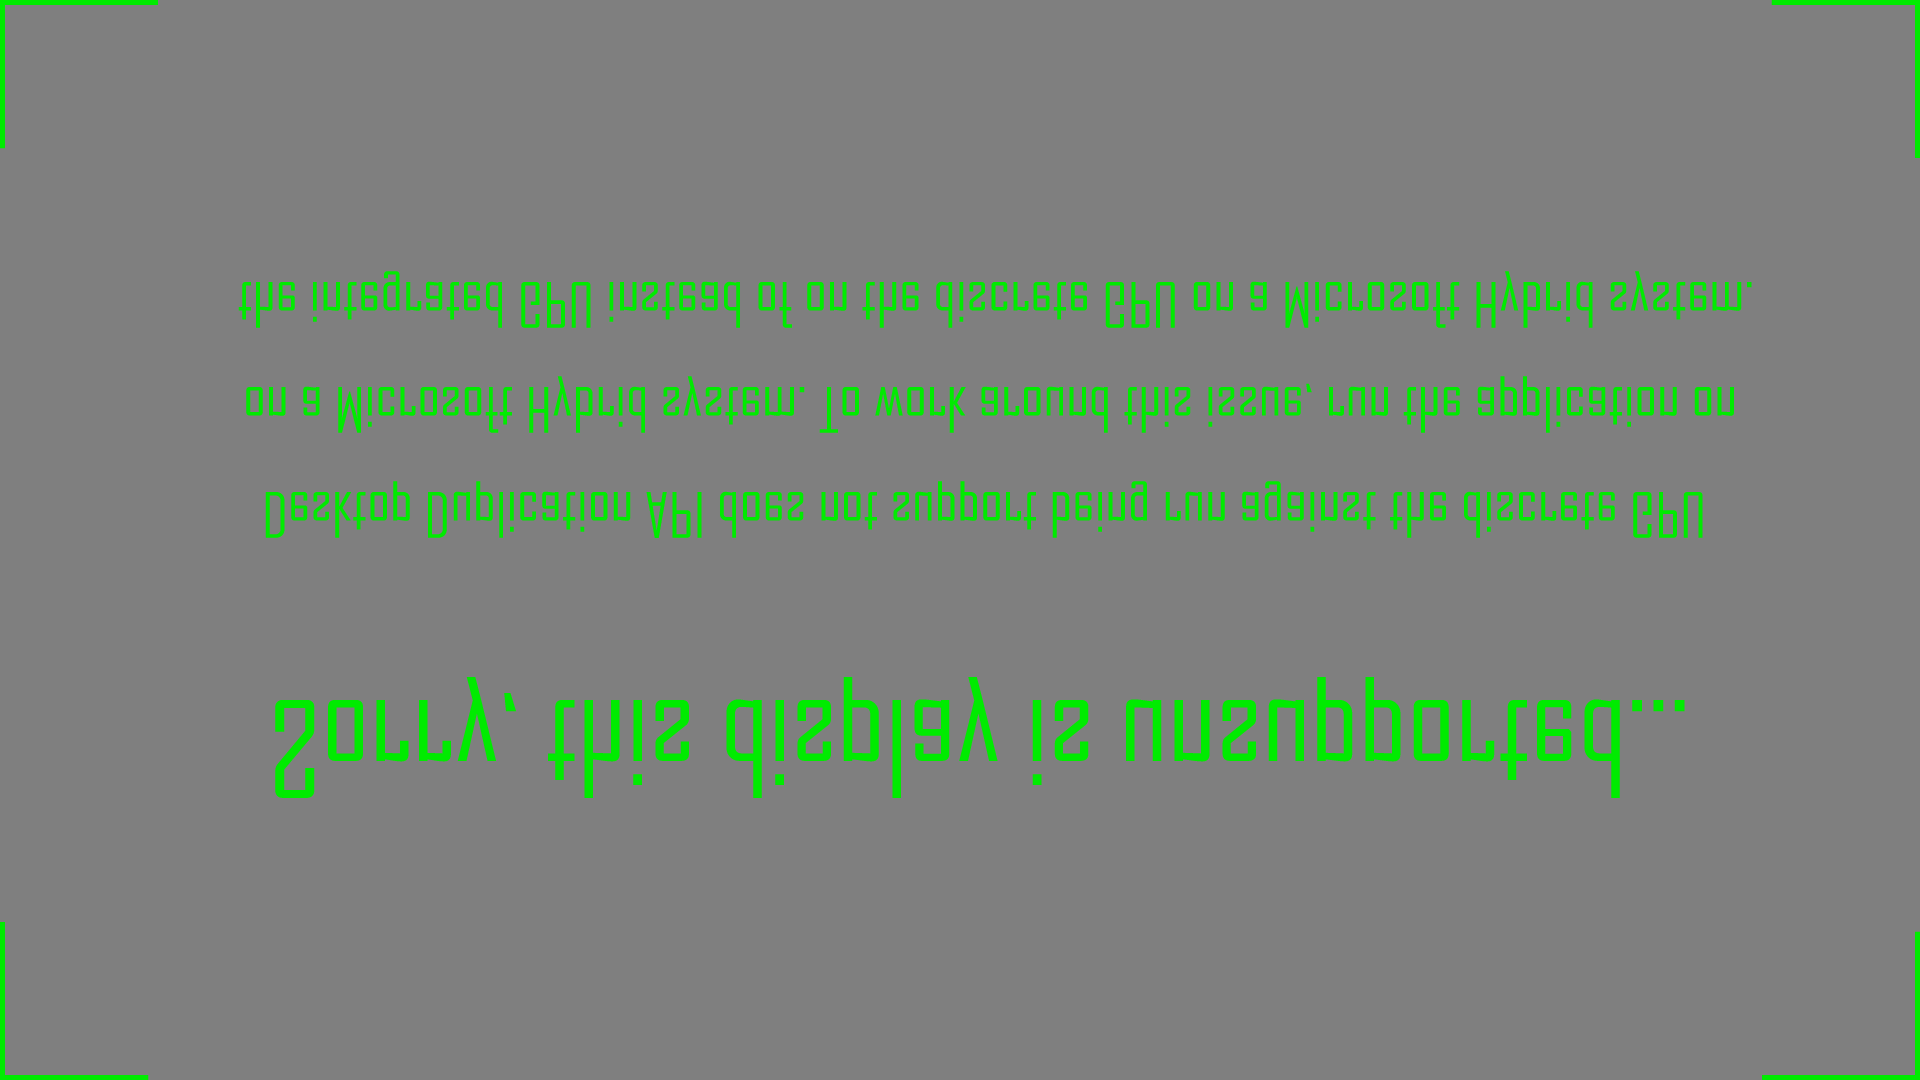 Sorry, this display is unsupported...
Desktop Duplication API does not support being run against the discrete GPU
on a Microsoft Hybrid system. To work around this issue, run the application on
the integrated GPU instead of on the discrete GPU on a Microsoft Hybrid system.